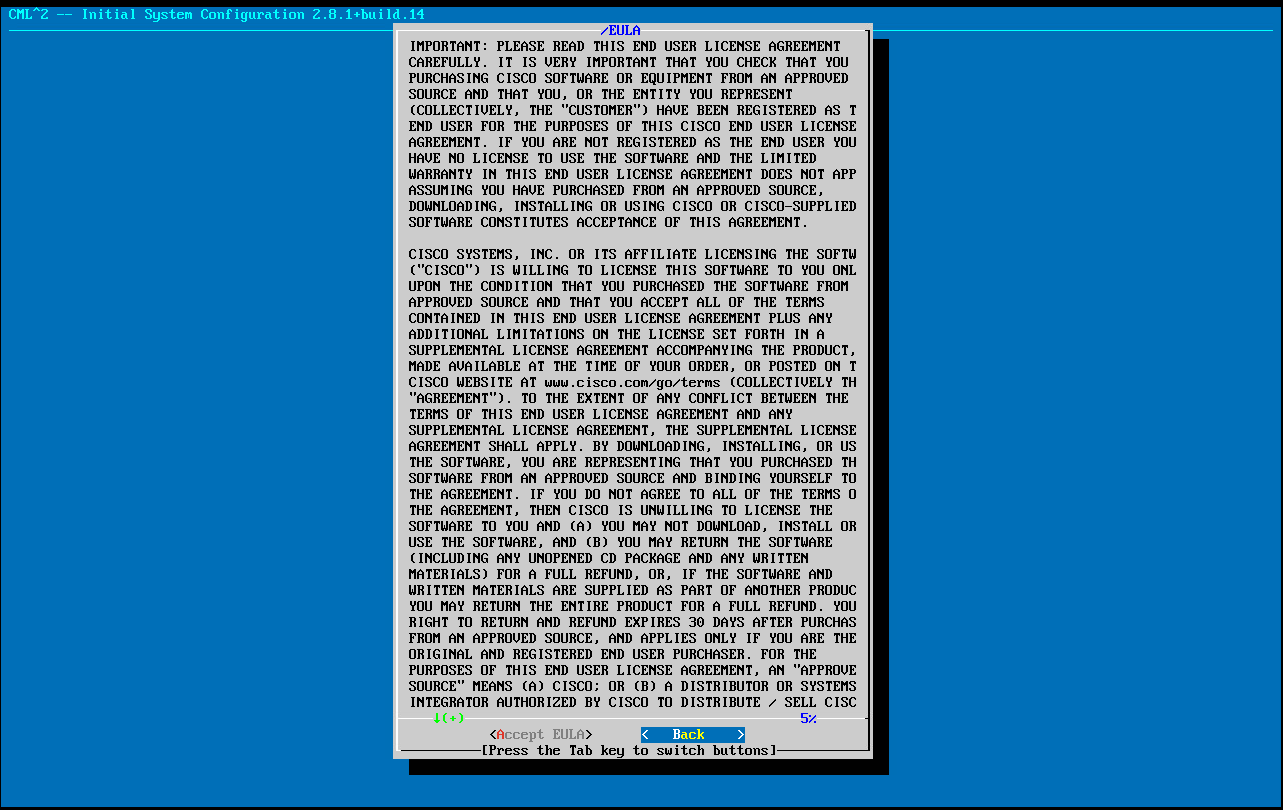 CML^2 -- Initial System Configuration 2.8.1+build.14
/EULA
IMPORTANT: PLEASE READ THIS END USER LICENSE AGREEMENT
CAREFULLY. IT IS VERY IMPORTANT THAT YOU CHECK THAT YOU
PURCHASING CISCO SOFTWARE OR EQUIPMENT FROM AN APPROVED
SOURCE AND THAT YOU, OR THE ENTITY YOU REPRESENT
(COLLECTIVELY, THE "CUSTOMER") HAVE BEEN REGISTERED AS T
END USER FOR THE PURPOSES OF THIS CISCO END USER LICENSE
AGREEMENT. IF YOU ARE NOT REGISTERED AS THE END USER YOU
HAVE NO LICENSE TO USE THE SOFTWARE AND THE LIMITED
WARRANTY IN THIS END USER LICENSE AGREEMENT DOES NOT APP
ASSUMING YOU HAVE PURCHASED FROM AN APPROVED SOURCE,
DOWNLOADING, INSTALLING OR USING CISCO OR CISCO-SUPPLIED
SOFTWARE CONSTITUTES ACCEPTANCE OF THIS AGREEMENT.
CISCO SYSTEMS, INC. OR ITS AFFILIATE LICENSING THE SOFTW
("CISCO") IS WILLING TO LICENSE THIS SOFTWARE TO YOU ONL
UPON THE CONDITION THAT YOU PURCHASED THE SOFTWARE FROM
APPROVED SOURCE AND THAT YOU ACCEPT ALL OF THE TERMS
CONTAINED IN THIS END USER LICENSE AGREEMENT PLUS ANY
ADDITIONAL LIMITATIONS ON THE LICENSE SET FORTH IN A
SUPPLEMENTAL LICENSE AGREEMENT ACCOMPANYING THE PRODUCT,
MADE AVAILABLE AT THE TIME OF YOUR ORDER, OR POSTED ON T
CISCO WEBSITE AT www.cisco.com/go/terms (COLLECTIVELY TH
"AGREEMENT"). TO THE EXTENT OF ANY CONFLICT BETWEEN THE
TERMS OF THIS END USER LICENSE AGREEMENT AND ANY
SUPPLEMENTAL LICENSE AGREEMENT, THE SUPPLEMENTAL LICENSE
AGREEMENT SHALL APPLY. BY DOWNLOADING, INSTALLING, OR US
THE SOFTWARE, YOU ARE REPRESENTING THAT YOU PURCHASED TH
SOFTWARE FROM AN APPROVED SOURCE AND BINDING YOURSELF TO
THE AGREEMENT. IF YOU DO NOT AGREE TO ALL OF THE TERMS O
THE AGREEMENT, THEN CISCO IS UNWILLING TO LICENSE THE
SOFTWARE TO YOU AND (A) YOU MAY NOT DOWNLOAD, INSTALL OR
USE THE SOFTWARE, AND (B) YOU MAY RETURN THE SOFTWARE
(INCLUDING ANY UNOPENED CD PACKAGE AND ANY WRITTEN
MATERIALS) FOR A FULL REFUND, OR, IF THE SOFTWARE AND
WRITTEN MATERIALS ARE SUPPLIED AS PART OF ANOTHER PRODUC
YOU MAY RETURN THE ENTIRE PRODUCT FOR A FULL REFUND. YOU
RIGHT TO RETURN AND REFUND EXPIRES 30 DAYS AFTER PURCHAS
FROM AN APPROVED SOURCE, AND APPLIES ONLY IF YOU ARE THE
ORIGINAL AND REGISTERED END USER PURCHASER. FOR THE
PURPOSES OF THIS END USER LICENSE AGREEMENT, AN "APPROVE
SOURCE" MEANS (A) CISCO; OR (B) A DISTRIBUTOR OR SYSTEMS
INTEGRATOR AUTHORIZED BY CISCO TO DISTRIBUTE / SELL CISC
↓(+) 5%
<Accept EULA> < Back >
[Press the Tab key to switch buttons]